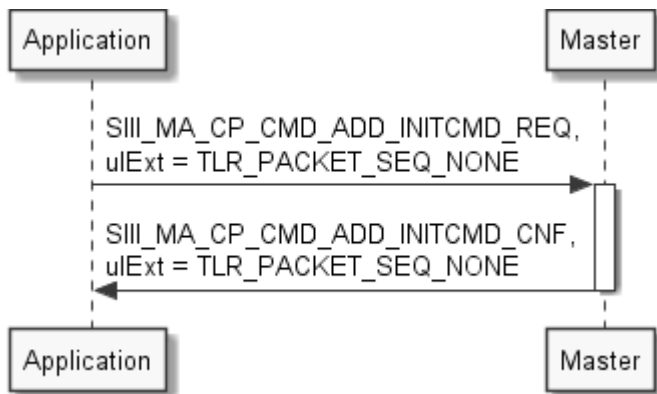 Application Master
SIII_MA_CP_CMD_ADD_INITCMD_REQ,
ulExt = TLR_PACKET_SEQ_NONE
SIII_MA_CP_CMD_ADD_INITCMD_CNF,
ulExt = TLR_PACKET_SEQ_NONE
Application Master